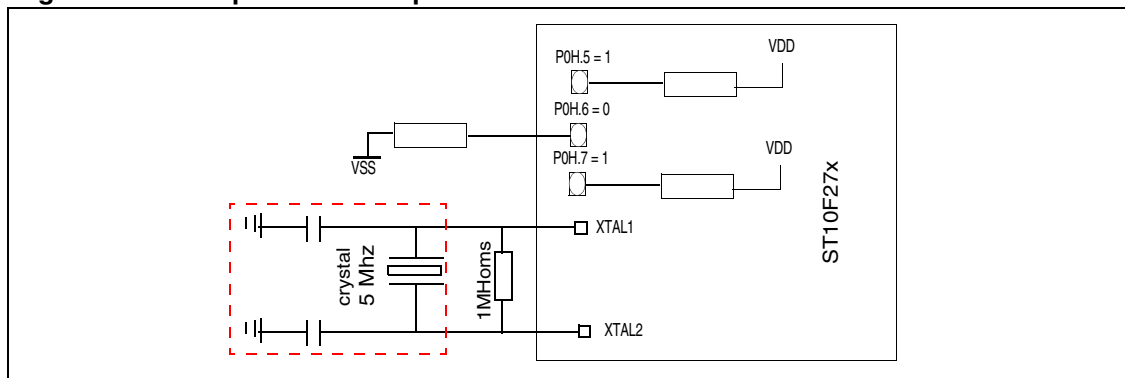 P0H.5 = 1
VDD
P0H.6 = 0
VSS
P0H.7 = 1
VDD
XTAL1
crystal
5 Mhz
1MHoms
XTAL2
ST10F27x